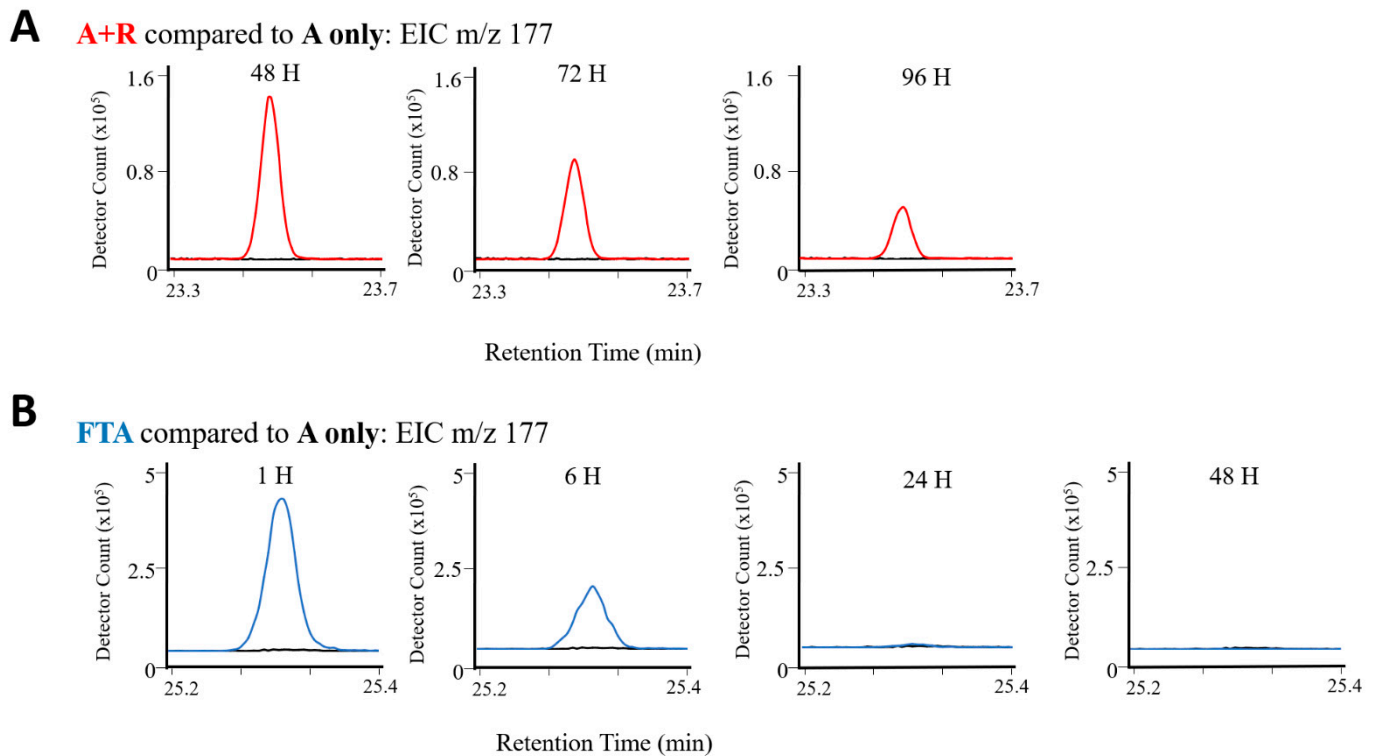 A
A+R compared to A only: EIC m/z 177
48 H
72 H
96 H
Detector Count (x10⁵)
1.6
0.8
0
23.3
23.7
Detector Count (x10⁵)
1.6
0.8
0
23.3
23.7
Detector Count (x10⁵)
1.6
0.8
0
23.3
23.7
Retention Time (min)
B
FTA compared to A only: EIC m/z 177
1 H
6 H
24 H
48 H
Detector Count (x10⁵)
5
2.5
0
25.2
25.4
Detector Count (x10⁵)
5
2.5
0
25.2
25.4
Detector Count (x10⁵)
5
2.5
0
25.2
25.4
Detector Count (x10⁵)
5
2.5
0
25.2
25.4
Retention Time (min)